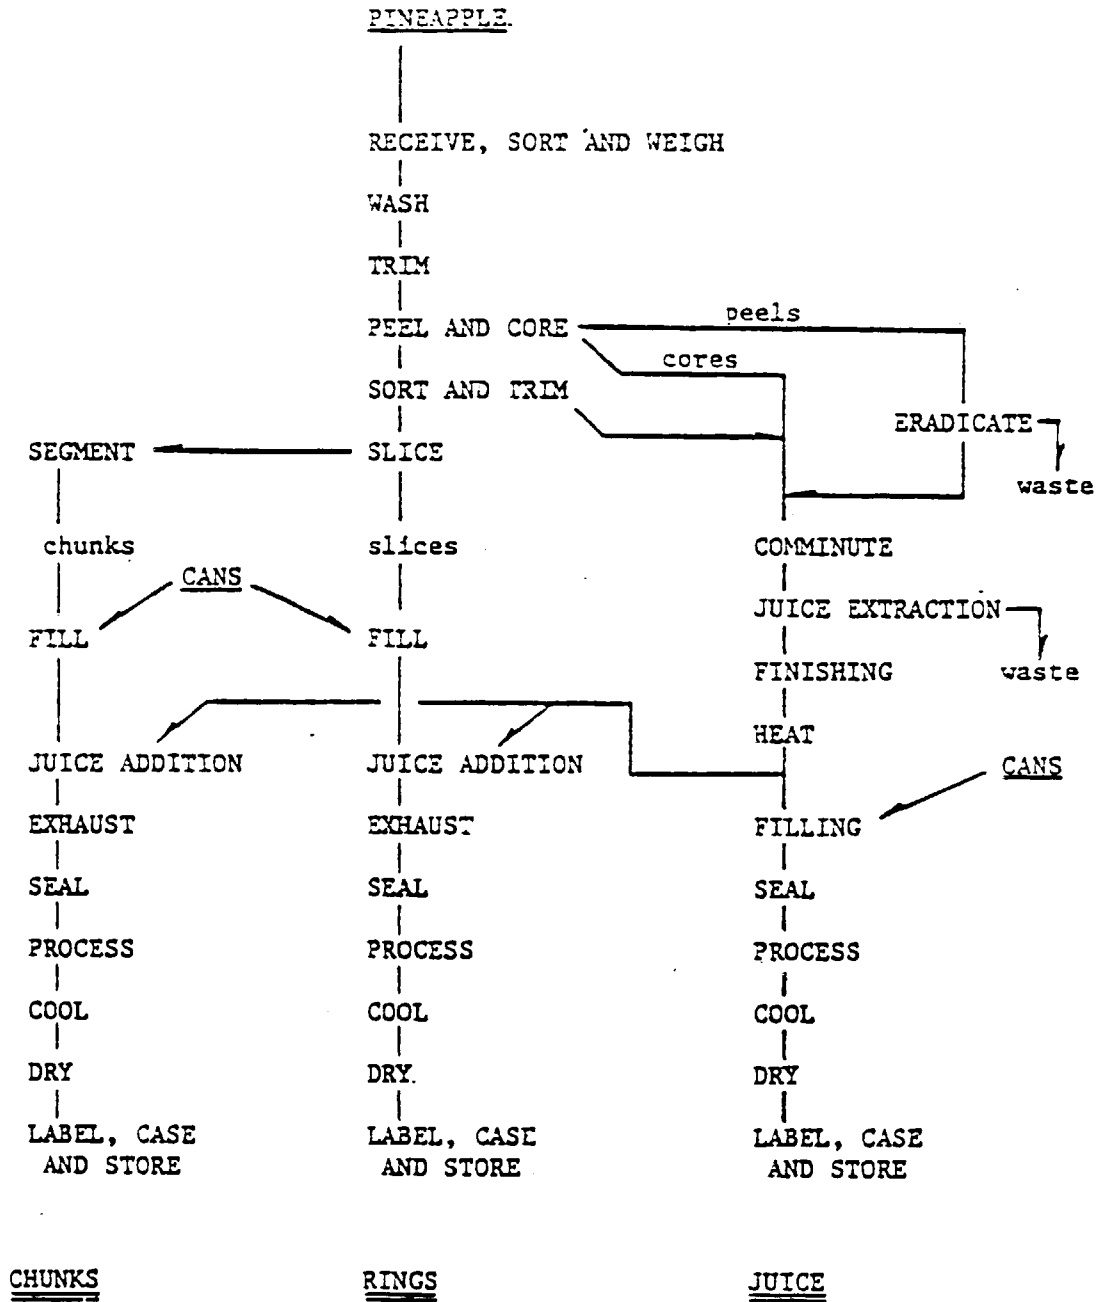 PINEAPPLE
RECEIVE, SORT AND WEIGH
WASH
TRIM
PEEL AND CORE
peels
cores
SORT AND TRIM
ERADICATE
waste
SEGMENT
SLICE
chunks
slices
COMMINUTE
CANS
JUICE EXTRACTION
waste
FILL
FILL
FINISHING
HEAT
JUICE ADDITION
JUICE ADDITION
CANS
EXHAUST
EXHAUST
FILLING
SEAL
SEAL
SEAL
PROCESS
PROCESS
PROCESS
COOL
COOL
COOL
DRY
DRY
DRY
LABEL, CASE
AND STORE
LABEL, CASE
AND STORE
LABEL, CASE
AND STORE
CHUNKS
RINGS
JUICE